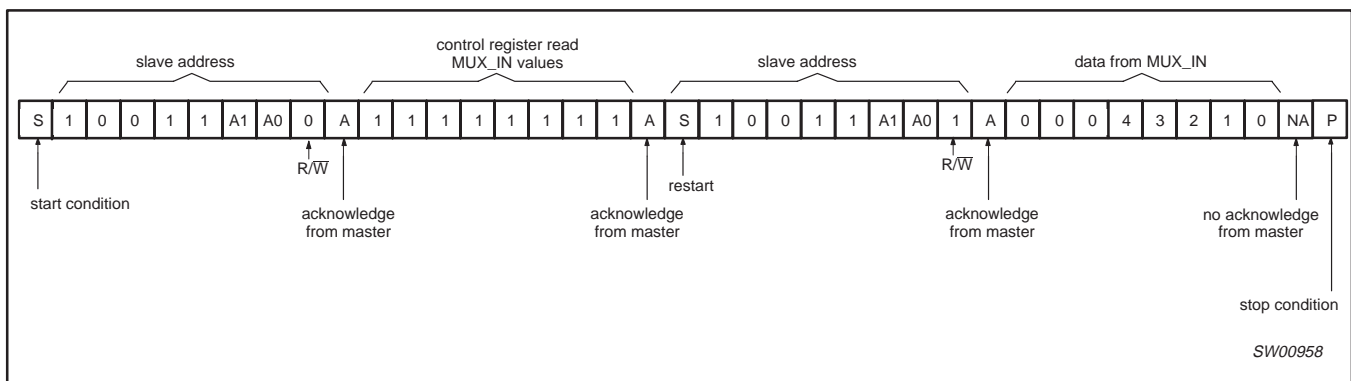 control register read
slave address MUX_IN values slave address data from MUX_IN
S 1 0 0 1 1 A1 A0 0 A 1 1 1 1 1 1 1 1 A S 1 0 0 1 1 A1 A0 1 A 0 0 0 4 3 2 1 0 NA P
R/W̅ R/W̅
restart
start condition
acknowledge acknowledge acknowledge no acknowledge
from master from master from master from master
stop condition
SW00958